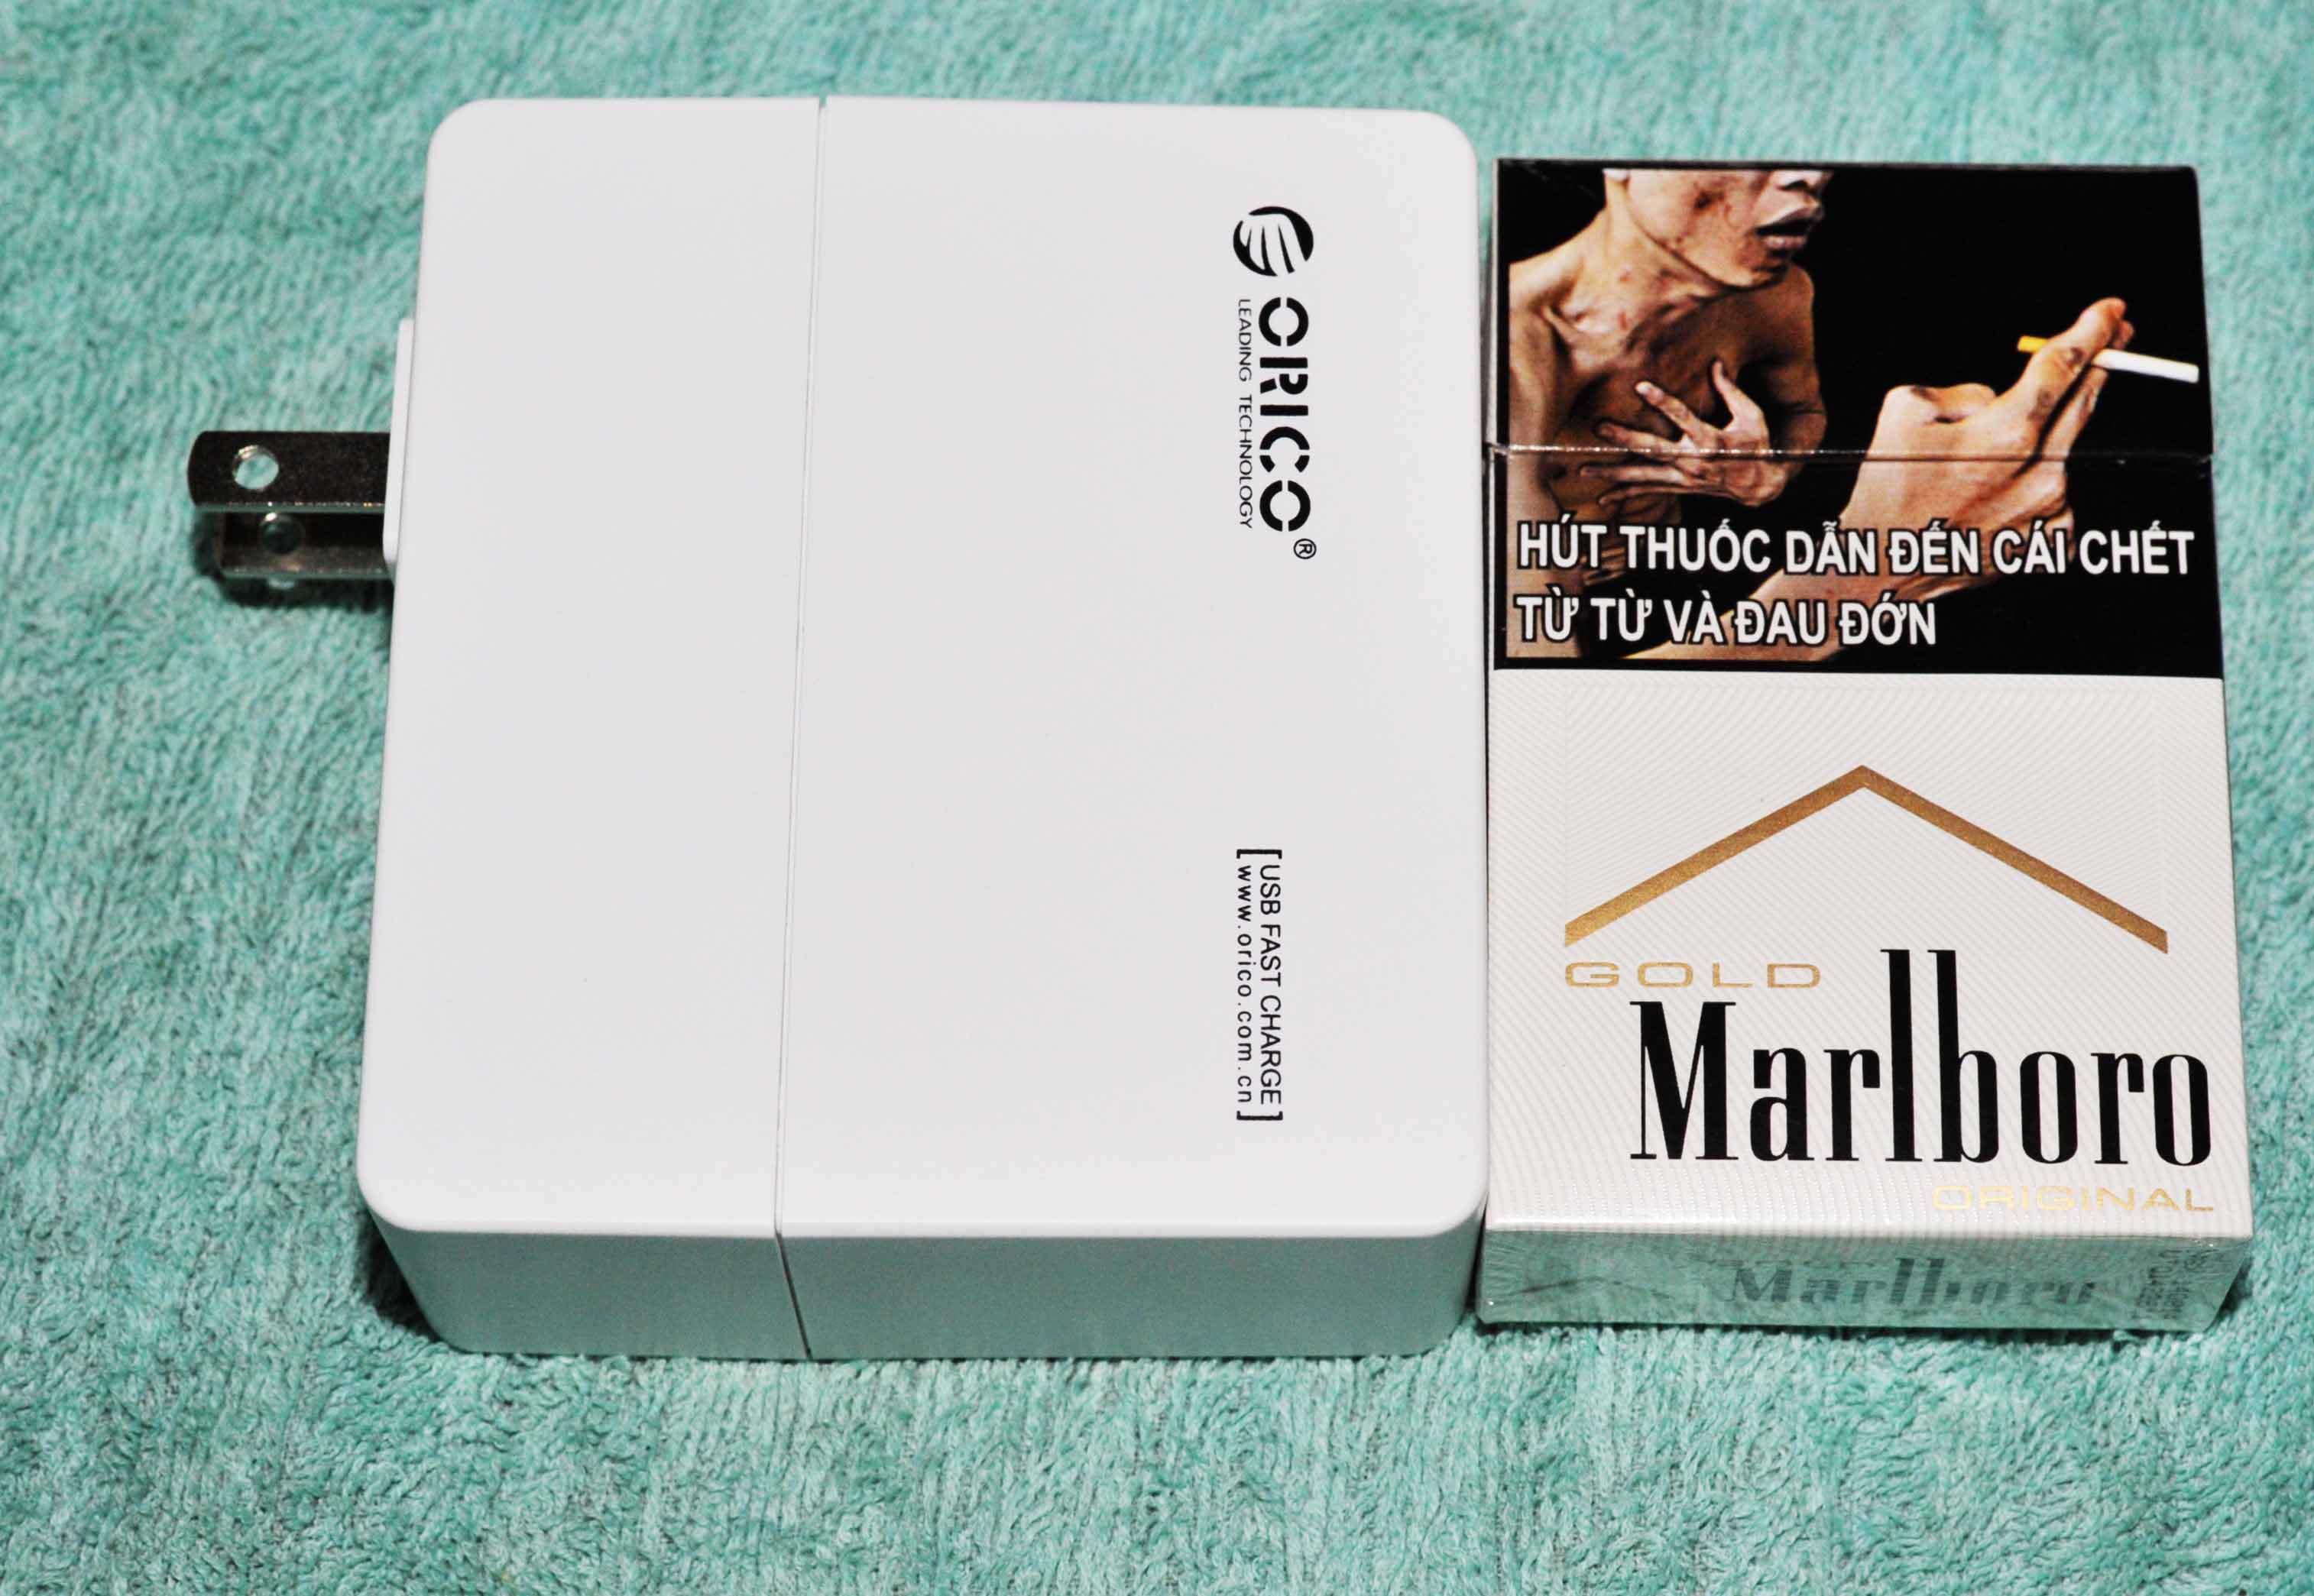 ORICO®
LEADING TECHNOLOGY
[USB FAST CHARGE]
[www.orico.com.cn]
HÚT THUỐC DẪN ĐẾN CÁI CHẾT
TỪ TỪ VÀ ĐAU ĐỚN
GOLD
Marlboro
ORIGINAL
Marlboro